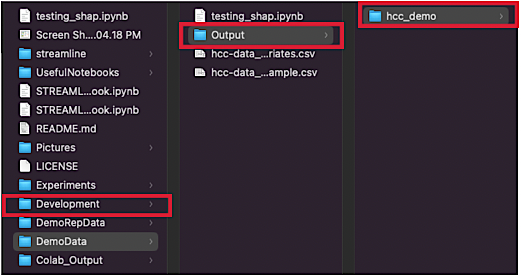 testing_shap.ipynb
Screen Sh....04.18 PM
streamline
UsefulNotebooks
STREAML...ook.ipynb
STREAML...ook.ipynb
README.md
Pictures
LICENSE
Experiments
Development
DemoRepData
DemoData
Colab_Output
testing_shap.ipynb
Output
hcc-data_...riates.csv
hcc-data_...ample.csv
hcc_demo